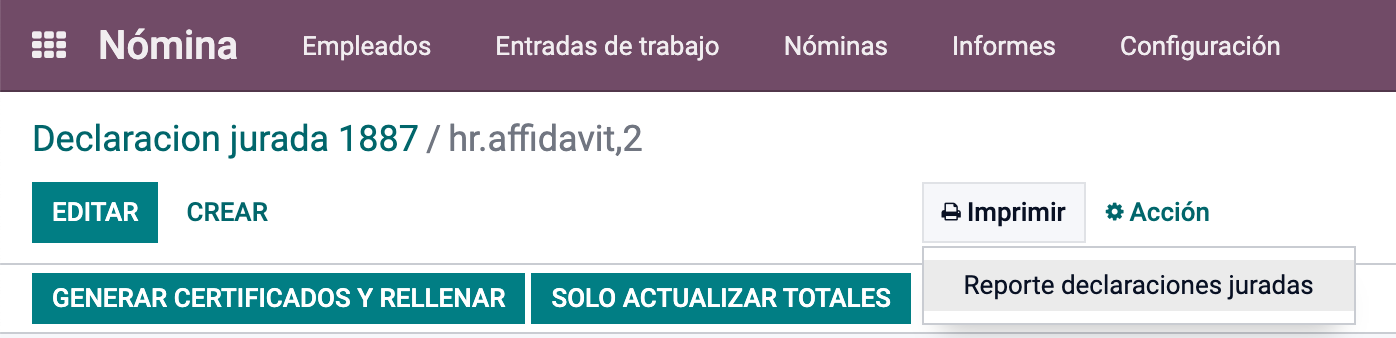 Nómina Empleados Entradas de trabajo Nóminas Informes Configuración
Declaracion jurada 1887 / hr.affidavit,2
EDITAR CREAR Imprimir Acción
Reporte declaraciones juradas
GENERAR CERTIFICADOS Y RELLENAR SOLO ACTUALIZAR TOTALES